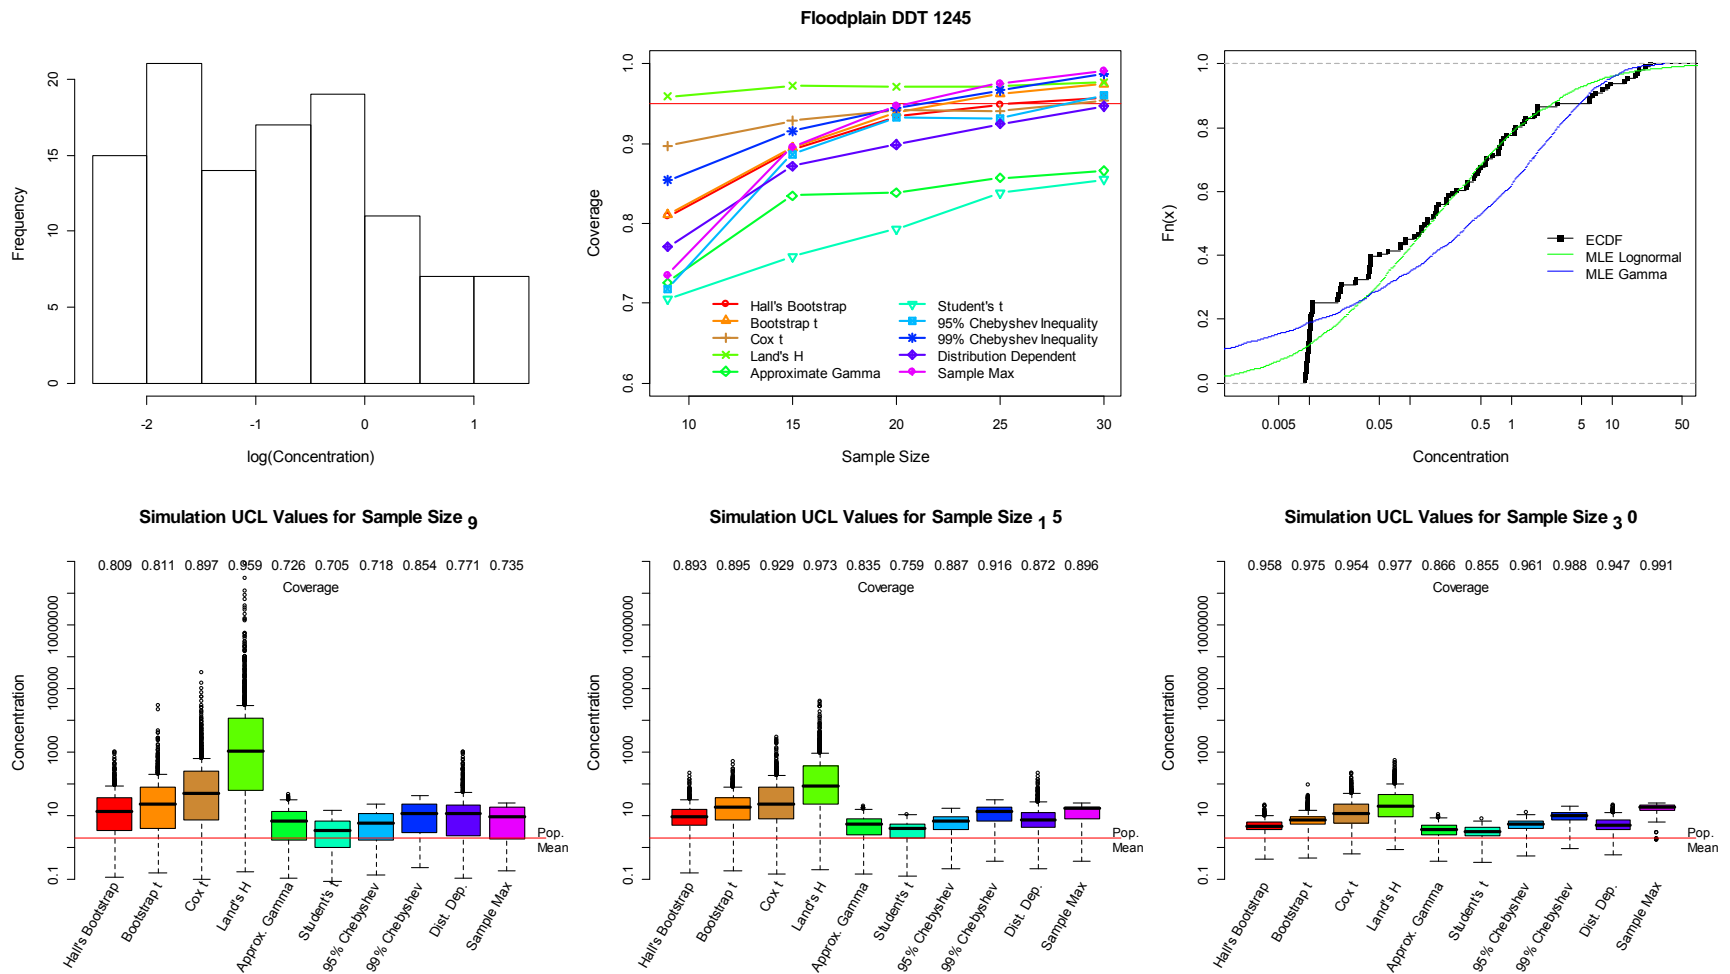 Floodplain DDT 1245
Frequency
0
5
10
15
20
-2
-1
0
1
log(Concentration)
Coverage
0.6
0.7
0.8
0.9
1.0
Hall's Bootstrap
Bootstrap t
Cox t
Land's H
Approximate Gamma
Student's t
95% Chebyshev Inequality
99% Chebyshev Inequality
Distribution Dependent
Sample Max
10
15
20
25
30
Sample Size
Fn(x)
0.0
0.2
0.4
0.6
0.8
1.0
ECDF
MLE Lognormal
MLE Gamma
0.005
0.05
0.5
1
5
10
50
Concentration
Simulation UCL Values for Sample Size 9
0.809 0.811 0.897 0.959 0.726 0.705 0.718 0.854 0.771 0.735
Coverage
Concentration
0.1
10
1000
100000
10000000
Pop.
Mean
Hall's Bootstrap
Bootstrap t
Cox t
Land's H
Approx. Gamma
Student's t
95% Chebyshev
99% Chebyshev
Dist. Dep.
Sample Max
Simulation UCL Values for Sample Size 1 5
0.893 0.895 0.929 0.973 0.835 0.759 0.887 0.916 0.872 0.896
Coverage
Concentration
0.1
10
1000
100000
10000000
Pop.
Mean
Hall's Bootstrap
Bootstrap t
Cox t
Land's H
Approx. Gamma
Student's t
95% Chebyshev
99% Chebyshev
Dist. Dep.
Sample Max
Simulation UCL Values for Sample Size 3 0
0.958 0.975 0.954 0.977 0.866 0.855 0.961 0.988 0.947 0.991
Coverage
Concentration
0.1
10
1000
100000
10000000
Pop.
Mean
Hall's Bootstrap
Bootstrap t
Cox t
Land's H
Approx. Gamma
Student's t
95% Chebyshev
99% Chebyshev
Dist. Dep.
Sample Max